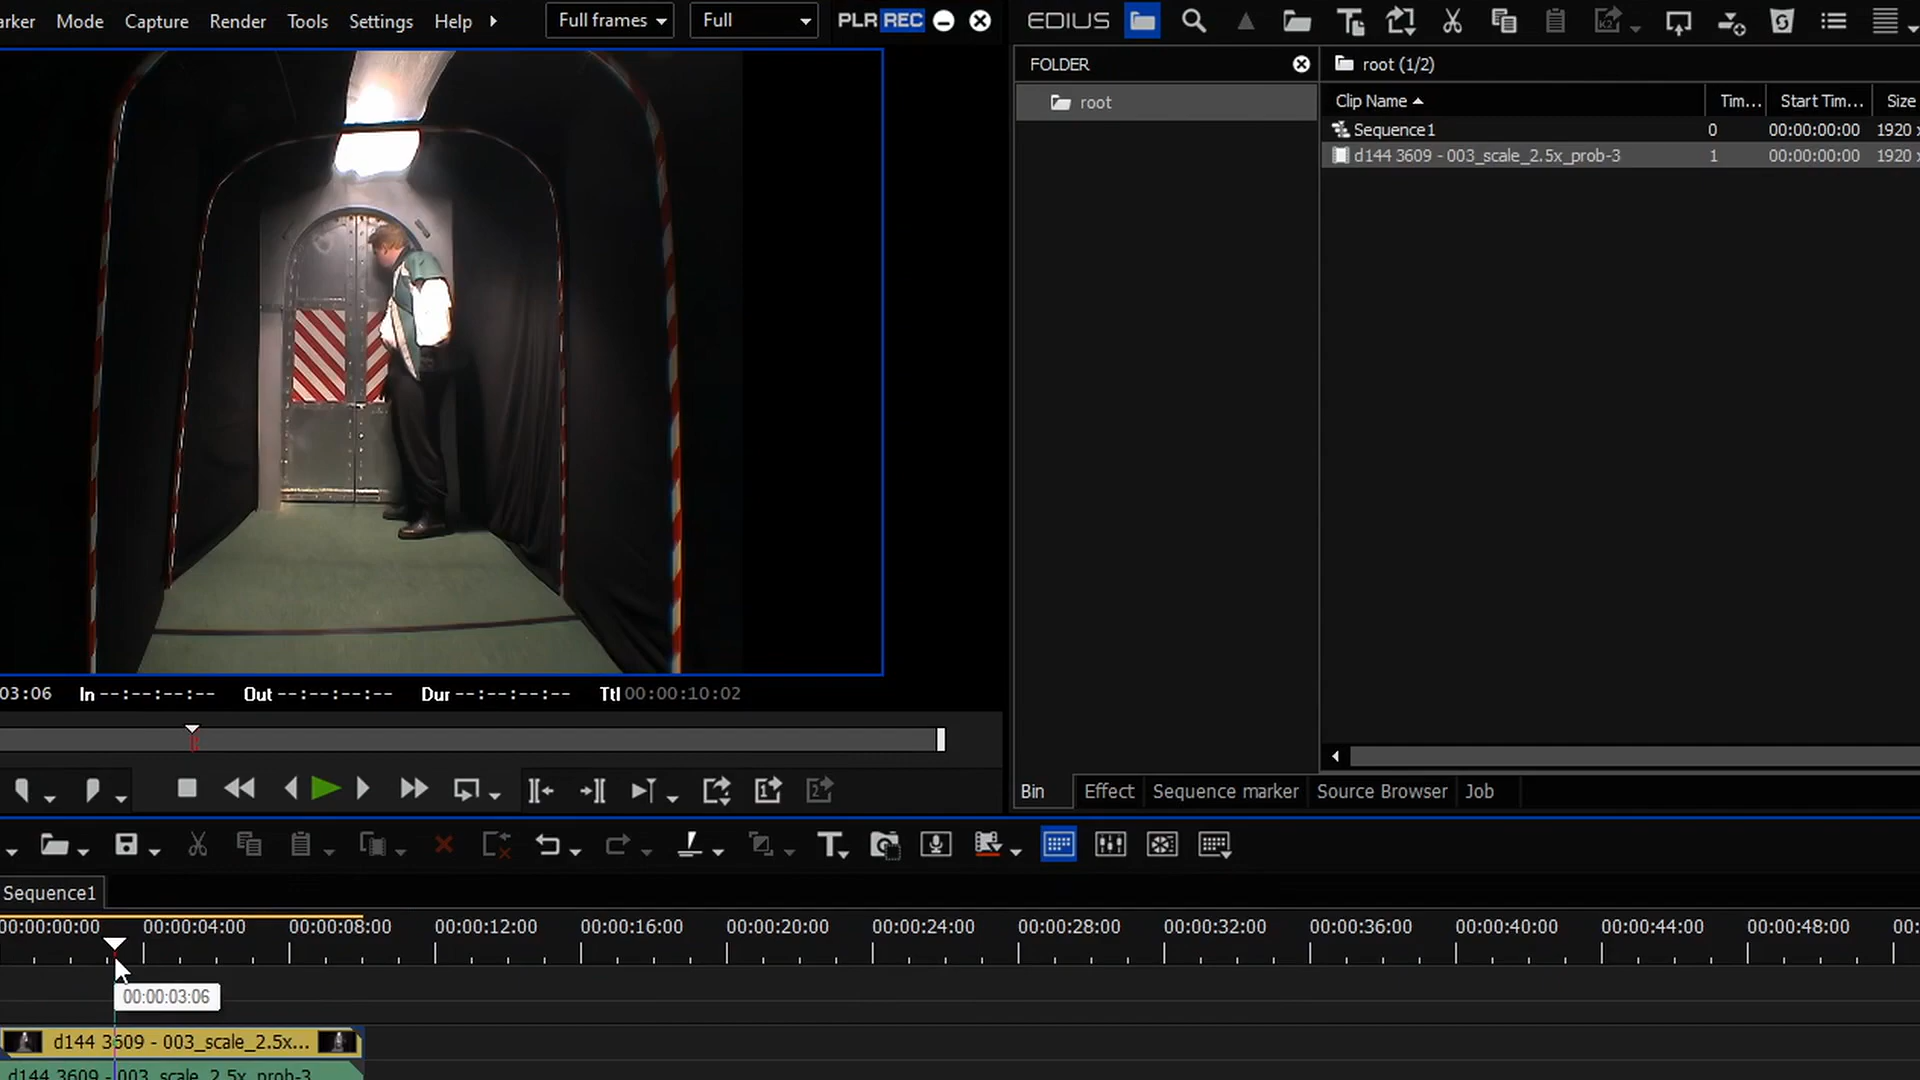 arker Mode Capture Render Tools Settings Help Full frames Full PLR REC
EDIUS
FOLDER
root
root (1/2)
Clip Name Tim... Start Tim... Size
Sequence1 0 00:00:00:00 1920 x
d144 3609 - 003_scale_2.5x_prob-3 1 00:00:00:00 1920 x
03:06 In --:--:--:-- Out --:--:--:-- Dur --:--:--:-- Ttl 00:00:10:02
Bin Effect Sequence marker Source Browser Job
Sequence1
00:00:00:00 00:00:04:00 00:00:08:00 00:00:12:00 00:00:16:00 00:00:20:00 00:00:24:00 00:00:28:00 00:00:32:00 00:00:36:00 00:00:40:00 00:00:44:00 00:00:48:00 00:
00:00:03:06
d144 3609 - 003_scale_2.5x...
d144 3609 - 003_scale_2.5x_prob-3